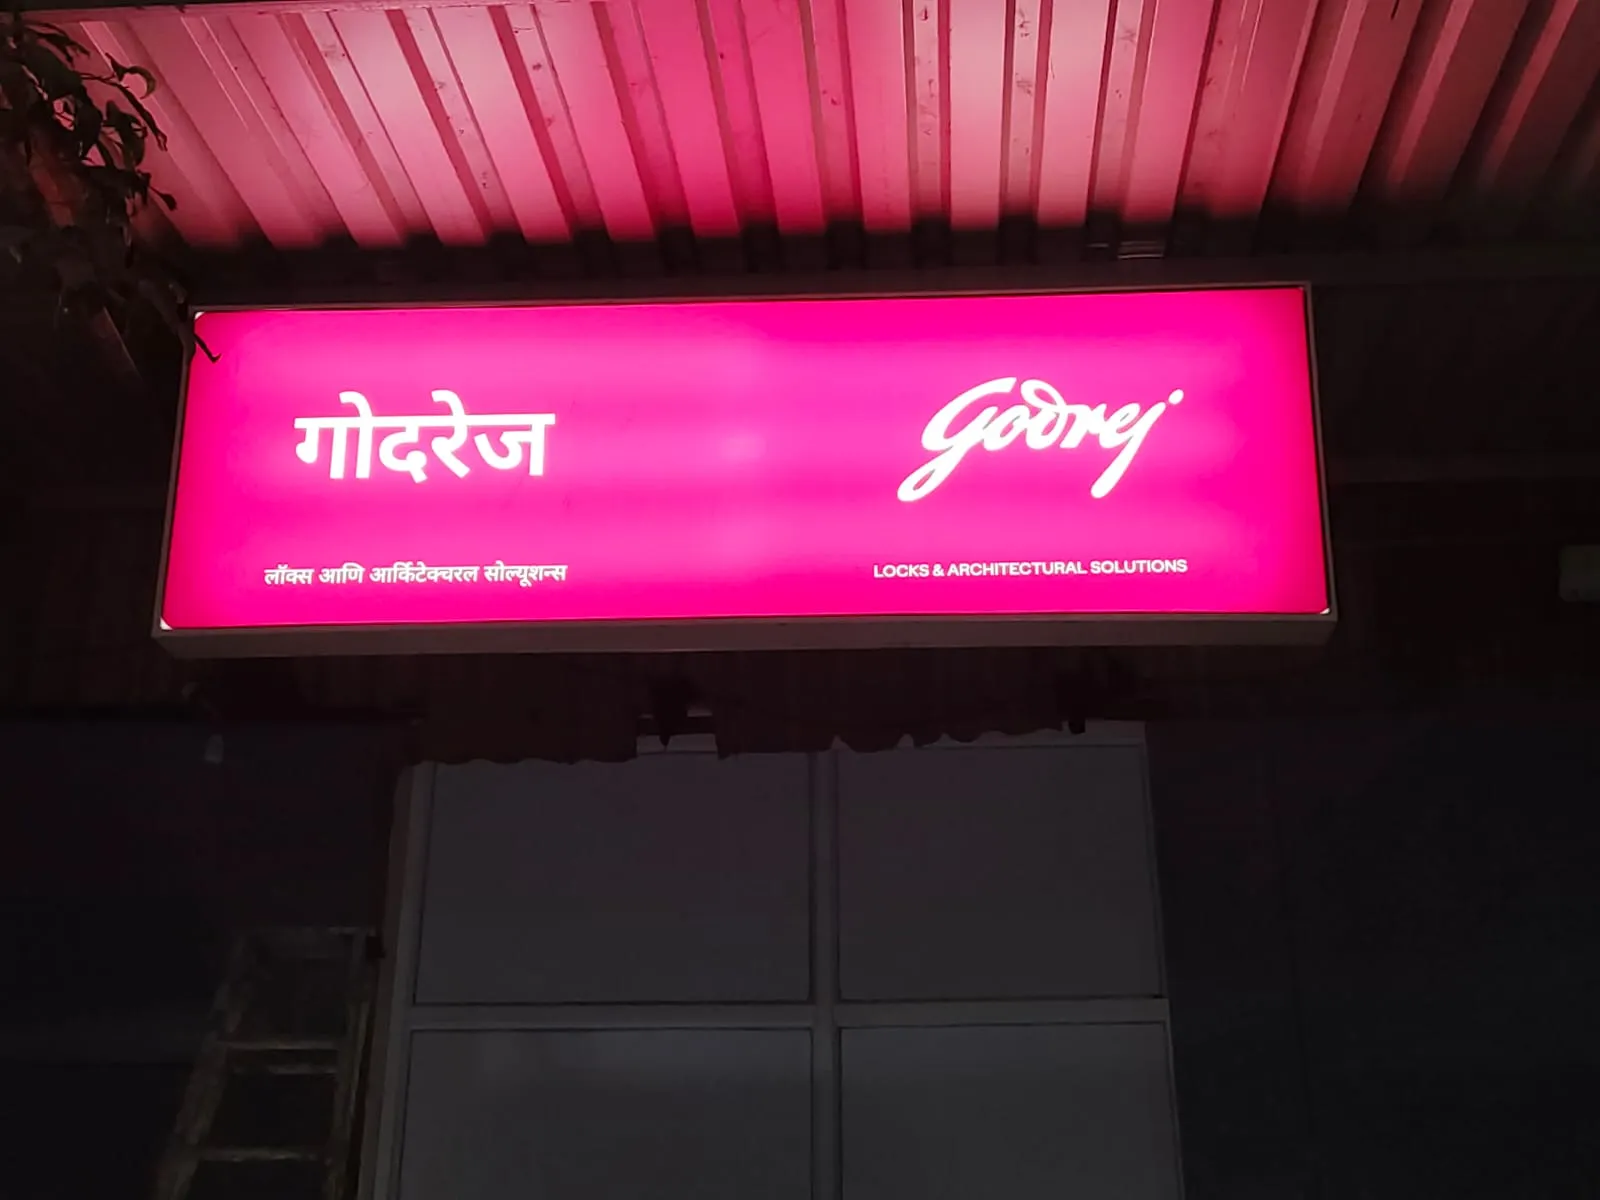 गोदरेज
लॉक्स आणि आर्किटेक्चरल सोल्यूशन्स
Godrej
LOCKS & ARCHITECTURAL SOLUTIONS